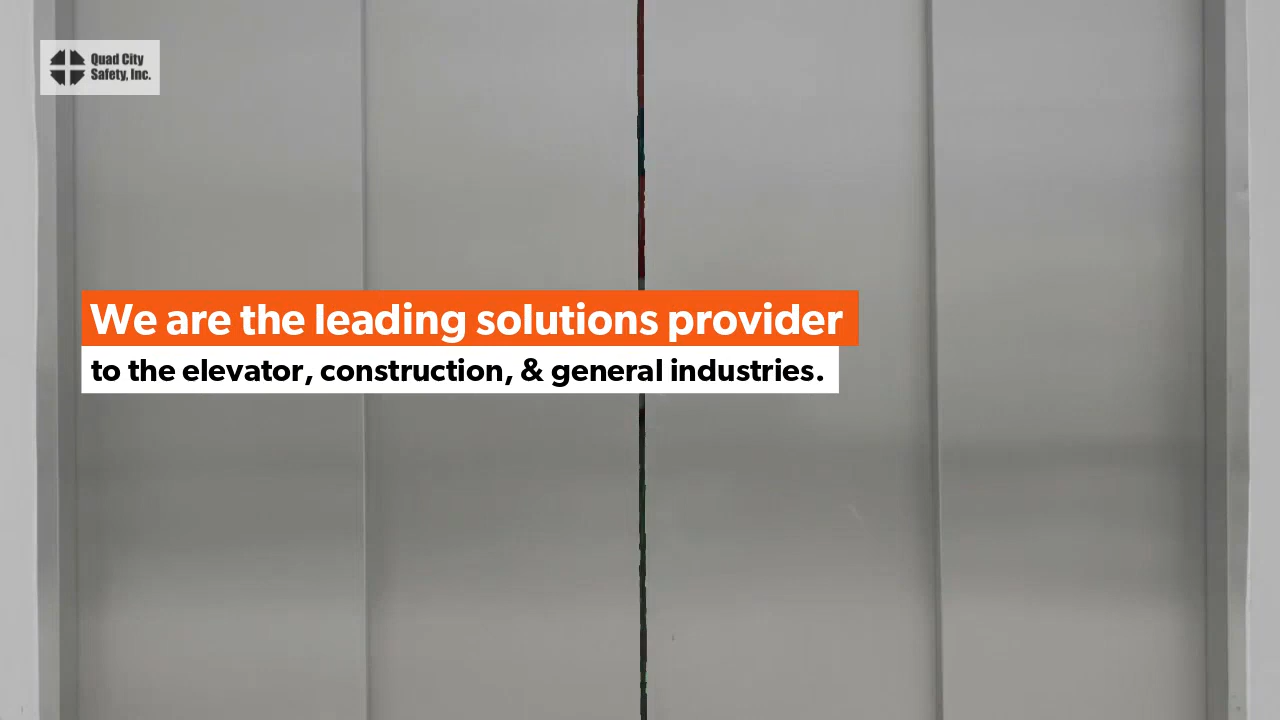 Quad City
Safety, Inc.
We are the leading solutions provider
to the elevator, construction, & general industries.